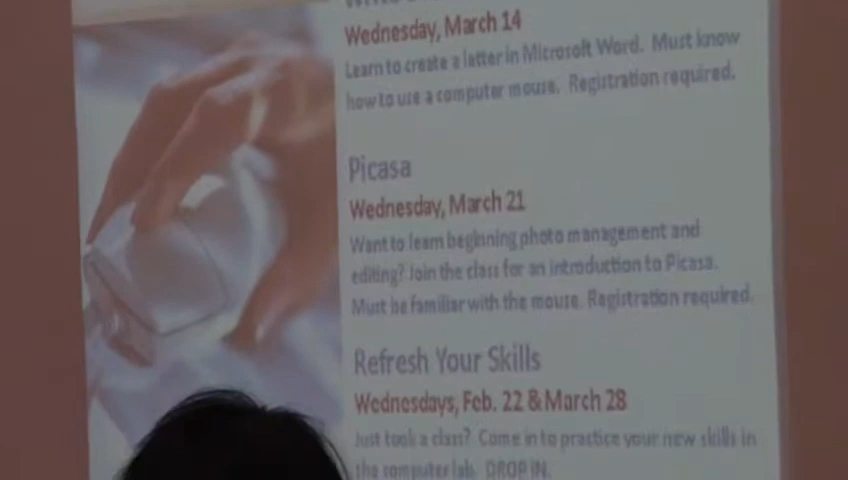 Wednesday, March 14
Learn to create a latter in Microsoft Word. Must know
how to use a computer mouse. Registration required.
Picasa
Wednesday, March 21
Want to learn beginning photo management and
editing? Join the class for an introduction to Picasa.
Must be familiar with the mouse. Registration required.
Refresh Your Skills
Wednesdays, Feb. 22 & March 28
Just took a class? Come in to practice your new skills in
the computer lab. DROP IN.